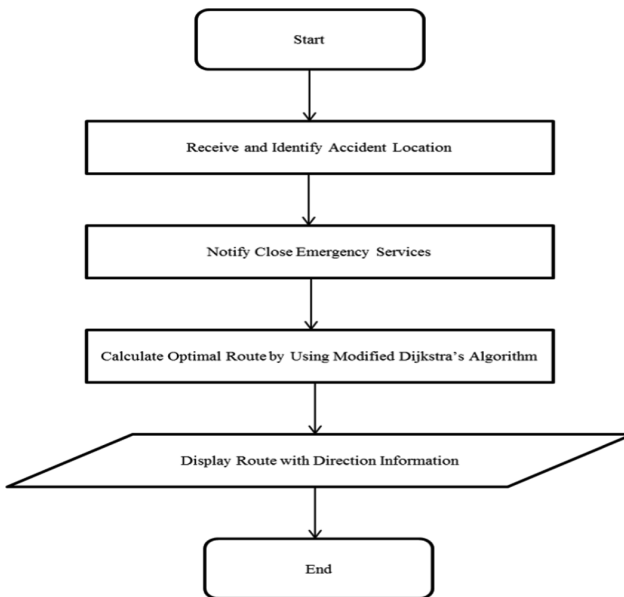 Start
Receive and Identify Accident Location
Notify Close Emergency Services
Calculate Optimal Route by Using Modified Dijkstra’s Algorithm
Display Route with Direction Information
End